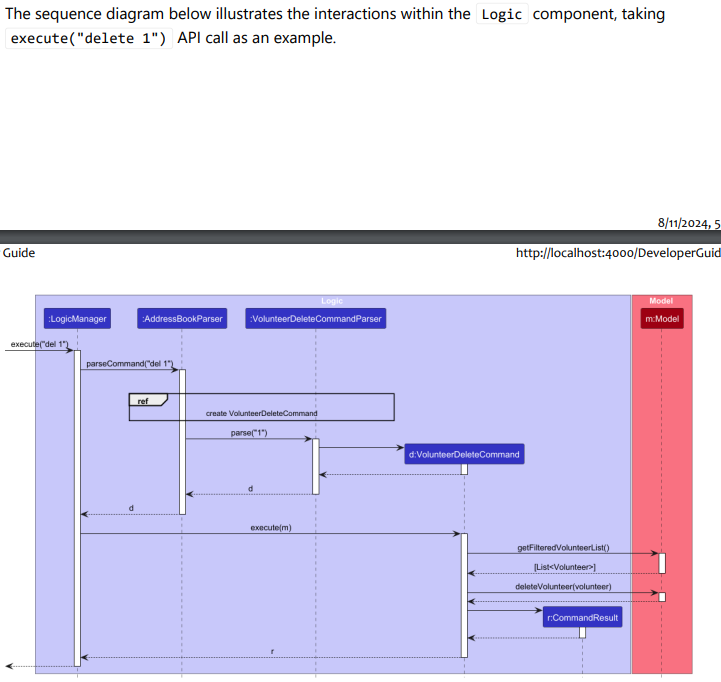 The sequence diagram below illustrates the interactions within the Logic component, taking
execute("delete 1") API call as an example.
8/11/2024, 5
Guide
http://localhost:4000/DeveloperGuid
Logic
Model
:LogicManager
:AddressBookParser
:VolunteerDeleteCommandParser
m:Model
execute("del 1")
parseCommand("del 1")
ref
create VolunteerDeleteCommand
parse("1")
d:VolunteerDeleteCommand
d
d
execute(m)
getFilteredVolunteerList()
[List<Volunteer>]
deleteVolunteer(volunteer)
r:CommandResult
r